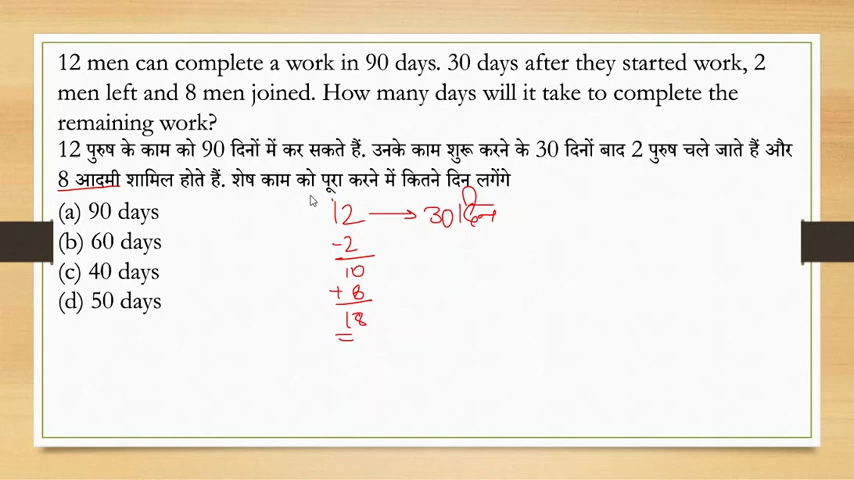 12 men can complete a work in 90 days. 30 days after they started work, 2
men left and 8 men joined. How many days will it take to complete the
remaining work?
12 पुरुष के काम को 90 दिनों में कर सकते हैं. उनके काम शुरू करने के 30 दिनों बाद 2 पुरुष चले जाते हैं और
8 आदमी शामिल होते हैं. शेष काम को पूरा करने में कितने दिन लगेंगे
(a) 90 days
(b) 60 days
(c) 40 days
(d) 50 days
12 → 30 दिन
-2
10
+ 8
18